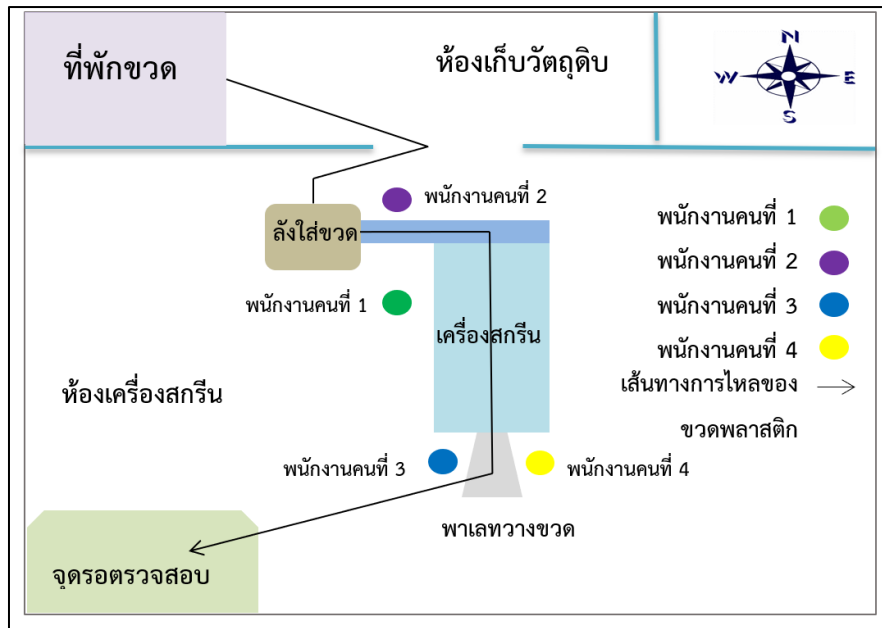 ที่พักขวด
ห้องเก็บวัตถุดิบ
N
W
E
S
พนักงานคนที่ 2
ลังใส่ขวด
พนักงานคนที่ 1
เครื่องสกรีน
ห้องเครื่องสกรีน
พนักงานคนที่ 3
พนักงานคนที่ 4
พาเลทวางขวด
จุดรอตรวจสอบ
พนักงานคนที่ 1
พนักงานคนที่ 2
พนักงานคนที่ 3
พนักงานคนที่ 4
เส้นทางการไหลของ
ขวดพลาสติก